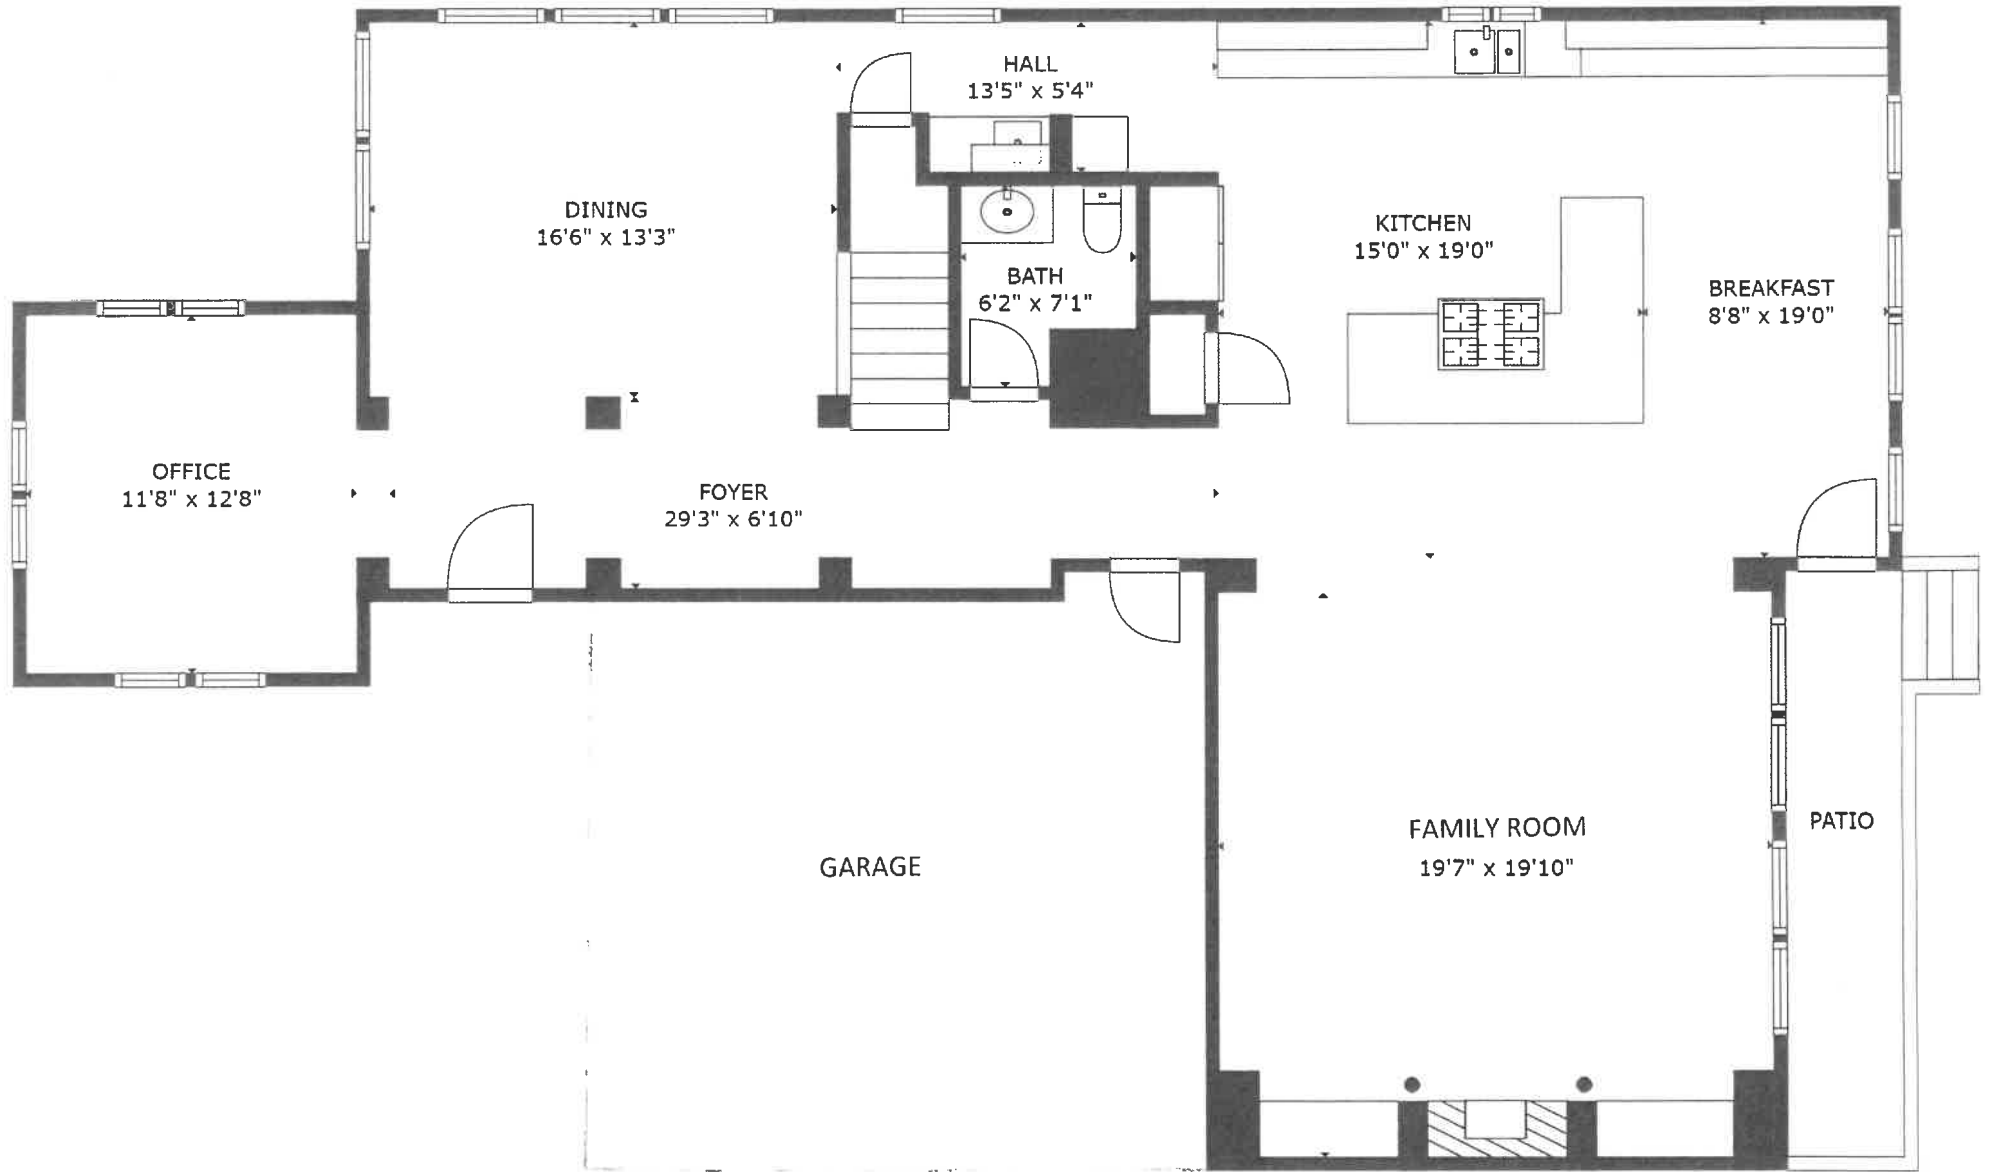 HALL
13'5" x 5'4"
DINING
16'6" x 13'3"
KITCHEN
15'0" x 19'0"
BATH
6'2" x 7'1"
BREAKFAST
8'8" x 19'0"
OFFICE
11'8" x 12'8"
FOYER
29'3" x 6'10"
FAMILY ROOM
19'7" x 19'10"
PATIO
GARAGE